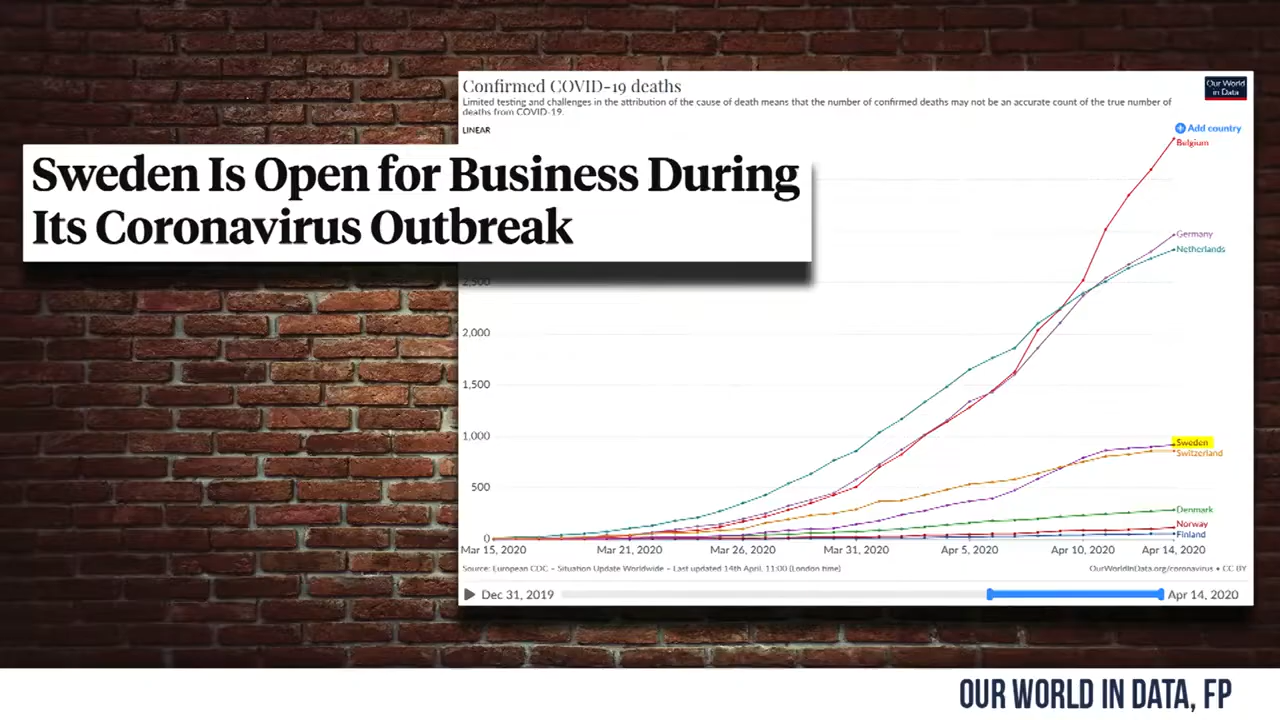 Confirmed COVID-19 deaths
Our World
in Data
Limited testing and challenges in the attribution of the cause of death means that the number of confirmed deaths may not be an accurate count of the true number of
deaths from COVID-19.
LINEAR
Add country
Belgium
Sweden Is Open for Business During
Its Coronavirus Outbreak
Germany
Netherlands
2,500
2,000
1,500
1,000
Sweden
Switzerland
500
Denmark
Norway
Finland
0
Mar 15, 2020 Mar 21, 2020 Mar 26, 2020 Mar 31, 2020 Apr 5, 2020 Apr 10, 2020 Apr 14, 2020
Source: European CDC – Situation Update Worldwide – Last updated 14th April, 11:00 (London time) OurWorldInData.org/coronavirus • CC BY
Dec 31, 2019 Apr 14, 2020
OUR WORLD IN DATA, FP